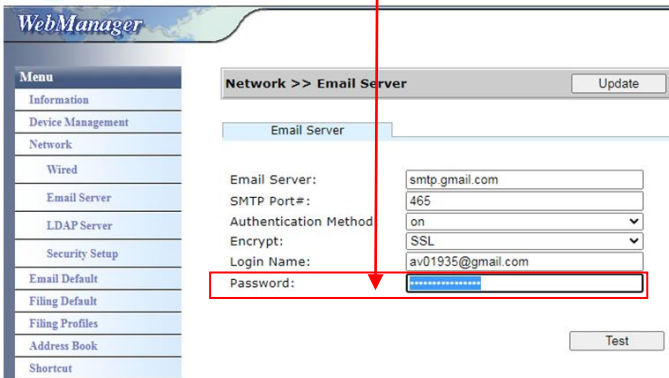 WebManager
Menu
Information
Device Management
Network
Wired
Email Server
LDAP Server
Security Setup
Email Default
Filing Default
Filing Profiles
Address Book
Shortcut
Network >> Email Server
Update
Email Server
Email Server: smtp.gmail.com
SMTP Port#: 465
Authentication Method: on
Encrypt: SSL
Login Name: av01935@gmail.com
Password: ••••••••••••••••
Test